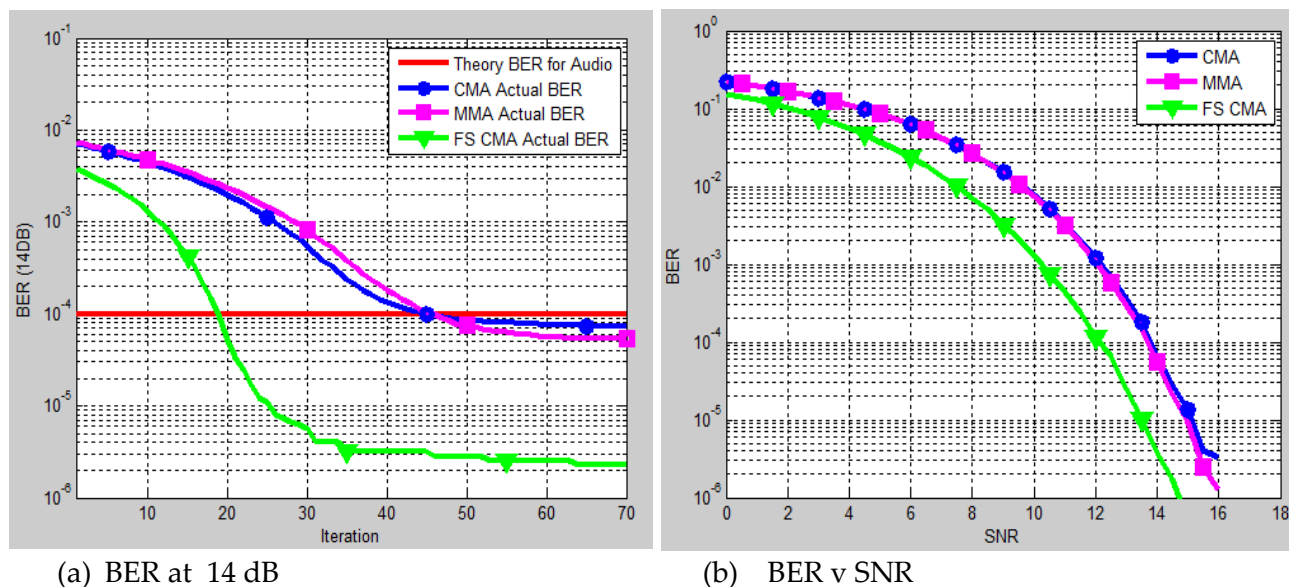 10^-1
10^-2
10^-3
10^-4
10^-5
10^-6
BER (14DB)
Theory BER for Audio
CMA Actual BER
MMA Actual BER
FS CMA Actual BER
10 20 30 40 50 60 70
Iteration
(a) BER at 14 dB
10^0
10^-1
10^-2
10^-3
10^-4
10^-5
10^-6
BER
CMA
MMA
FS CMA
0 2 4 6 8 10 12 14 16 18
SNR
(b) BER v SNR